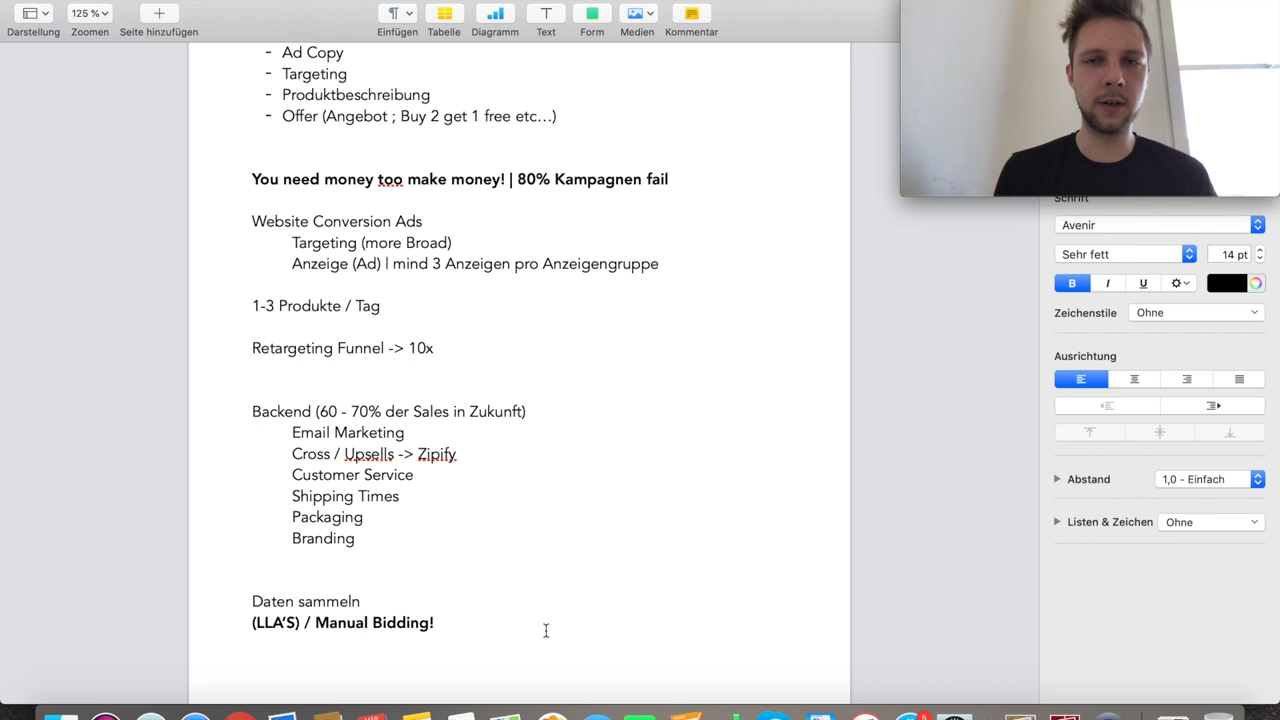 125 %
Darstellung
Zoomen
Seite hinzufügen
Einfügen
Tabelle
Diagramm
Text
Form
Medien
Kommentar
- Ad Copy
- Targeting
- Produktbeschreibung
- Offer (Angebot ; Buy 2 get 1 free etc…)
You need money too make money! | 80% Kampagnen fail
Website Conversion Ads
Targeting (more Broad)
Anzeige (Ad) | mind 3 Anzeigen pro Anzeigengruppe
1-3 Produkte / Tag
Retargeting Funnel -> 10x
Backend (60 - 70% der Sales in Zukunft)
Email Marketing
Cross / Upsells -> Zipify
Customer Service
Shipping Times
Packaging
Branding
Daten sammeln
(LLA'S) / Manual Bidding!
Schrift
Avenir
Sehr fett
14 pt
B I U
Zeichenstile
Ohne
Ausrichtung
Abstand
1,0 - Einfach
Listen & Zeichen
Ohne